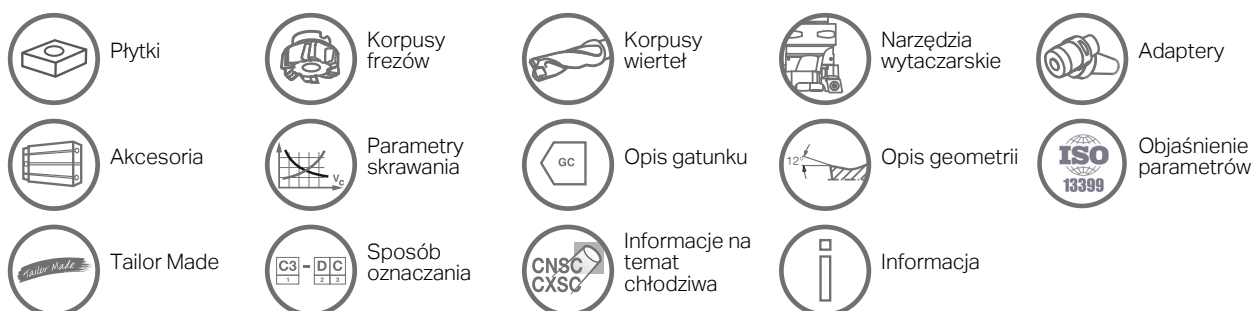 Płytki
Korpusy
frezów
Korpusy
wierteł
Narzędzia
wytaczarskie
Adaptery
Akcesoria
Vc
Parametry
skrawania
GC
Opis gatunku
12°
Opis geometrii
ISO
13399
Objaśnienie
parametrów
Tailor Made
Tailor Made
C3 - D C
1 2 3
Sposób
oznaczania
CNSC
CXSC
Informacje na
temat
chłodziwa
i
Informacja